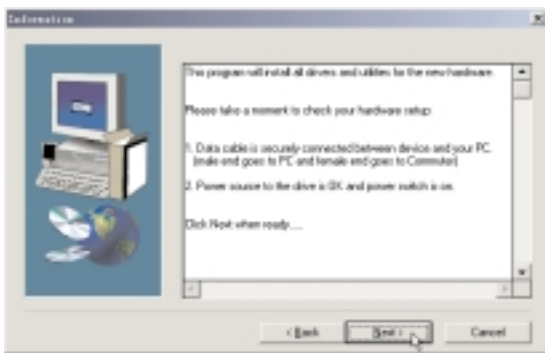 Information
This program will install all drivers and utilities for the new hardware.
Please take a moment to check your hardware setup:
1. Data cable is securely connected between device and your PC.
(male end goes to PC and female end goes to Commuter)
2. Power source to the drive is OK and power switch is on.
Click Next when ready.....
< Back
Next >
Cancel